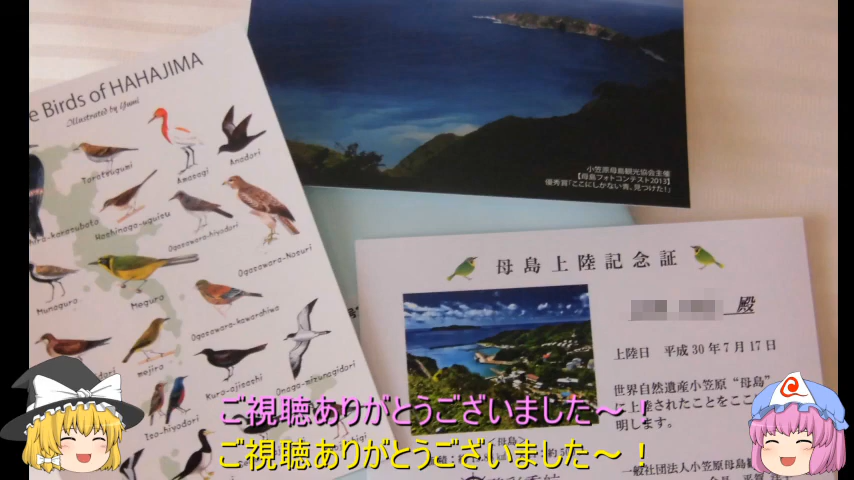 e Birds of HAHAJIMA
Illustrated by Yumi
Toratsugumi
Amasagi
Anadori
Hashinaga-uguisu
Ogasawara-hiyodori
Ogasawara-Nosuri
Munaguro
Meguro
Ogasawara-kawarahiwa
mejiro
Kuro-ajisashi
Onaga-mizunagidori
Iso-hiyodori
小笠原母島観光協会主催
【母島フォトコンテスト2013】
優秀賞「ここにしかない青、見つけた!」
母島上陸記念証
殿
上陸日 平成30年7月17日
世界自然遺産小笠原“母島”
に上陸されたことをここ
明します。
一般社団法人小笠原母島
ご視聴ありがとうございました～！
ご視聴ありがとうございました～！